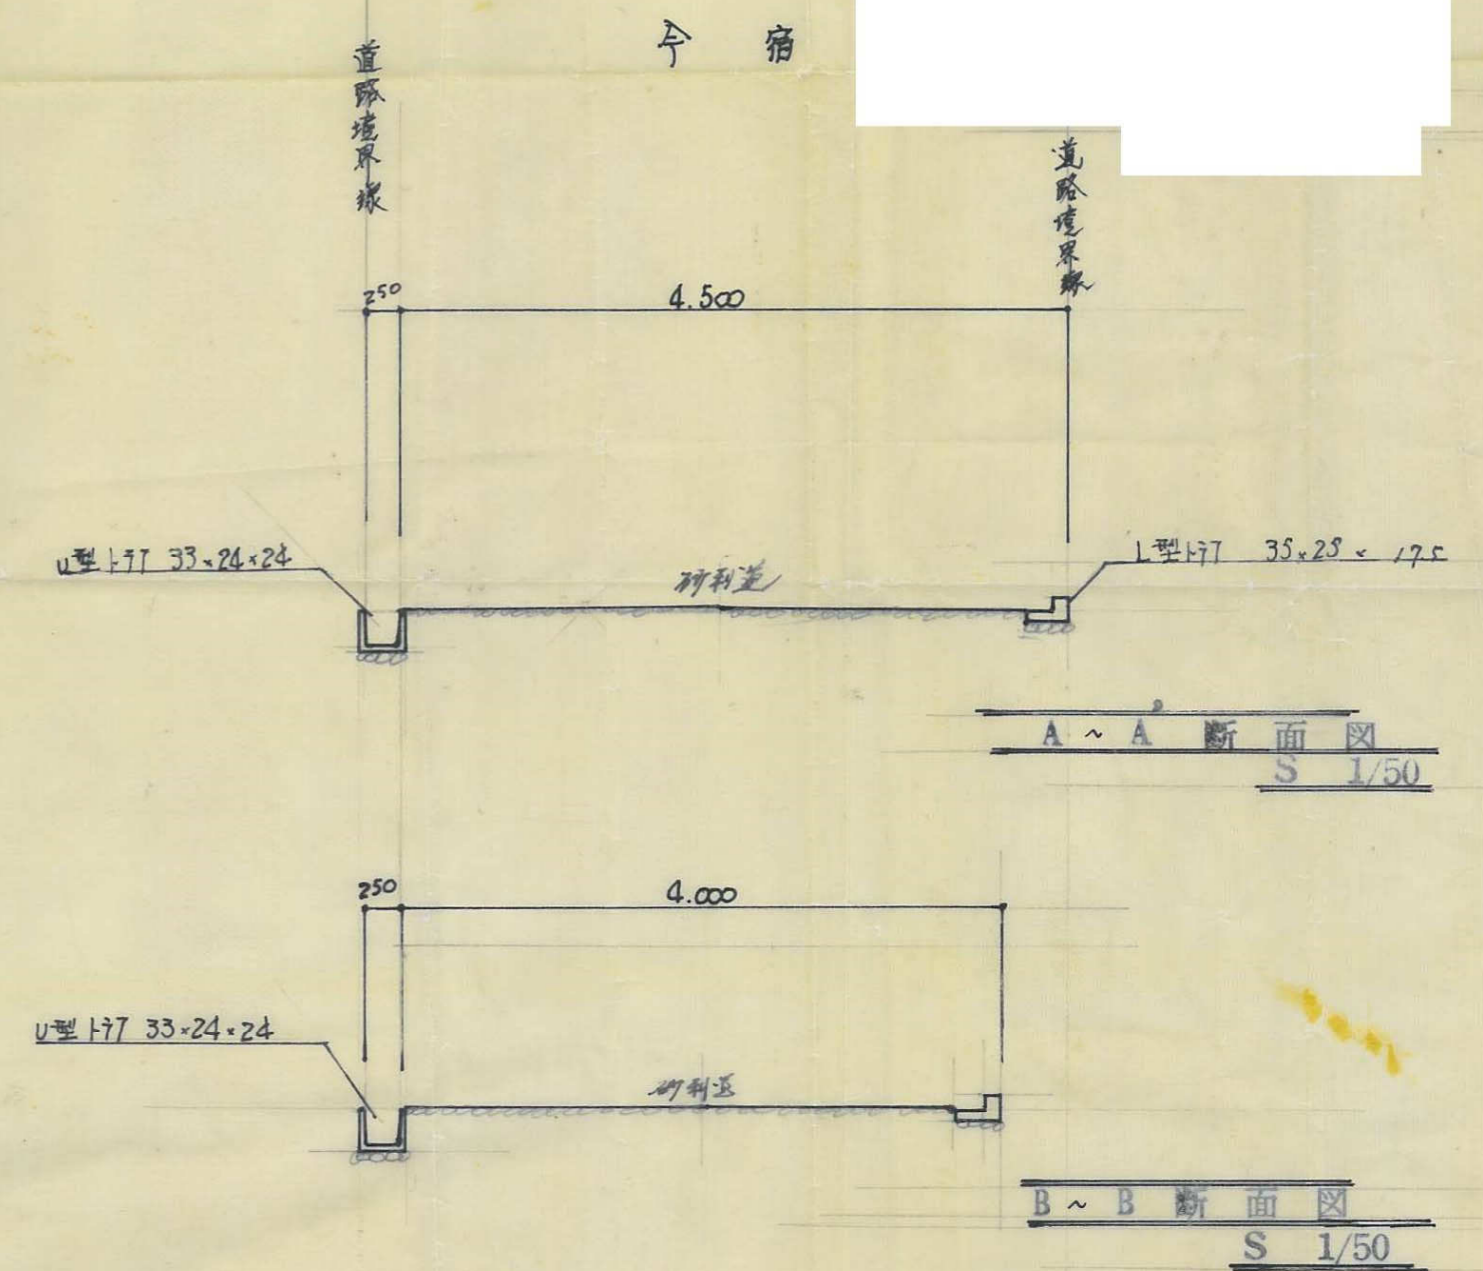 今 宿
道路境界線
道路境界線
250
4.500
U型トラフ 33×24×24
砂利道
L型トラフ 35×25× 175
A ~ A' 断面図
S 1/50
250
4.000
U型トラフ 33×24×24
砂利道
B ~ B 断面図
S 1/50